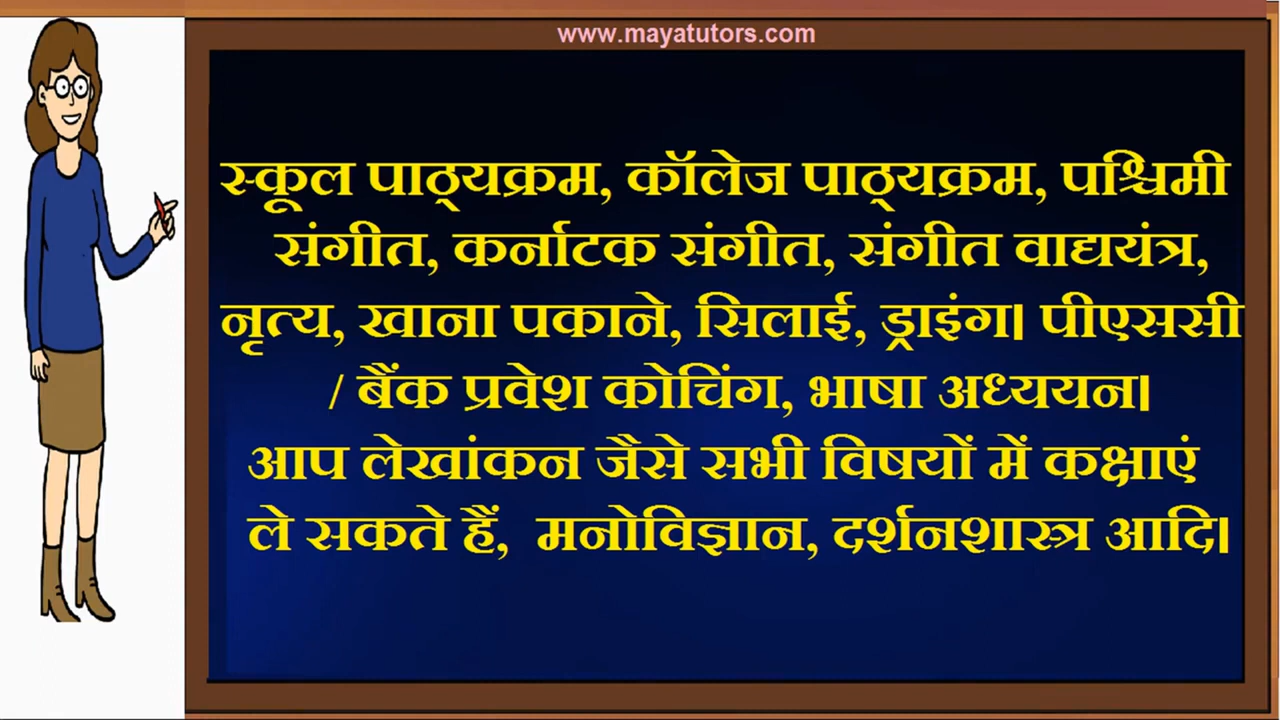 www.mayatutors.com
स्कूल पाठ्यक्रम, कॉलेज पाठ्यक्रम, पश्चिमी
संगीत, कर्नाटक संगीत, संगीत वाद्ययंत्र,
नृत्य, खाना पकाने, सिलाई, ड्राइंग। पीएससी
/ बैंक प्रवेश कोचिंग, भाषा अध्ययन।
आप लेखांकन जैसे सभी विषयों में कक्षाएं
ले सकते हैं, मनोविज्ञान, दर्शनशास्त्र आदि।